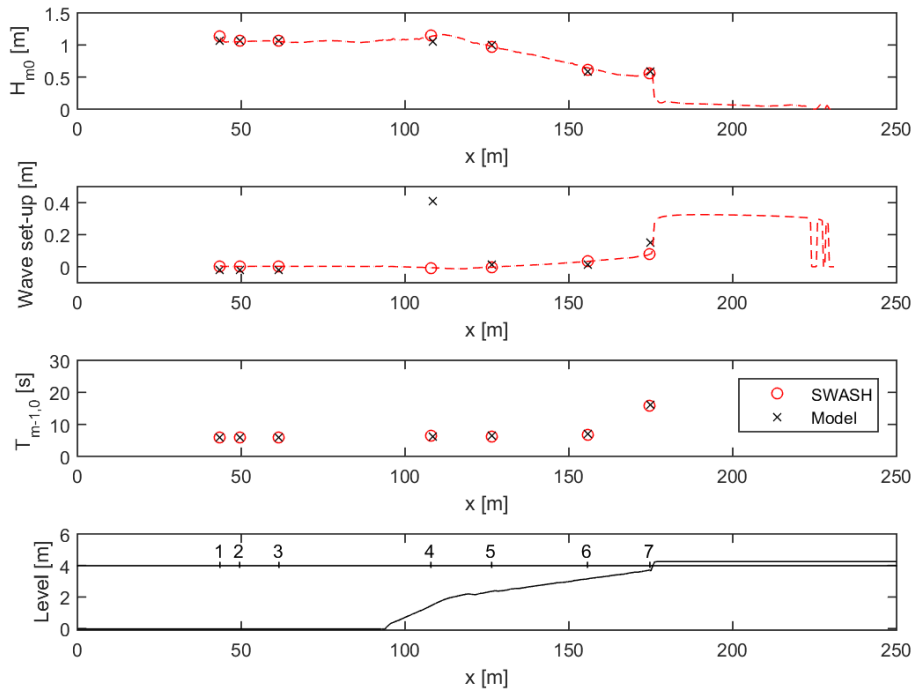 1.5
1
0.5
0
H_m0 [m]
0 50 100 150 200 250
x [m]
0.4
0.2
0
Wave set-up [m]
0 50 100 150 200 250
x [m]
30
20
10
0
T_m-1,0 [s]
SWASH
Model
0 50 100 150 200 250
x [m]
6
4
2
0
Level [m]
1 2 3 4 5 6 7
0 50 100 150 200 250
x [m]